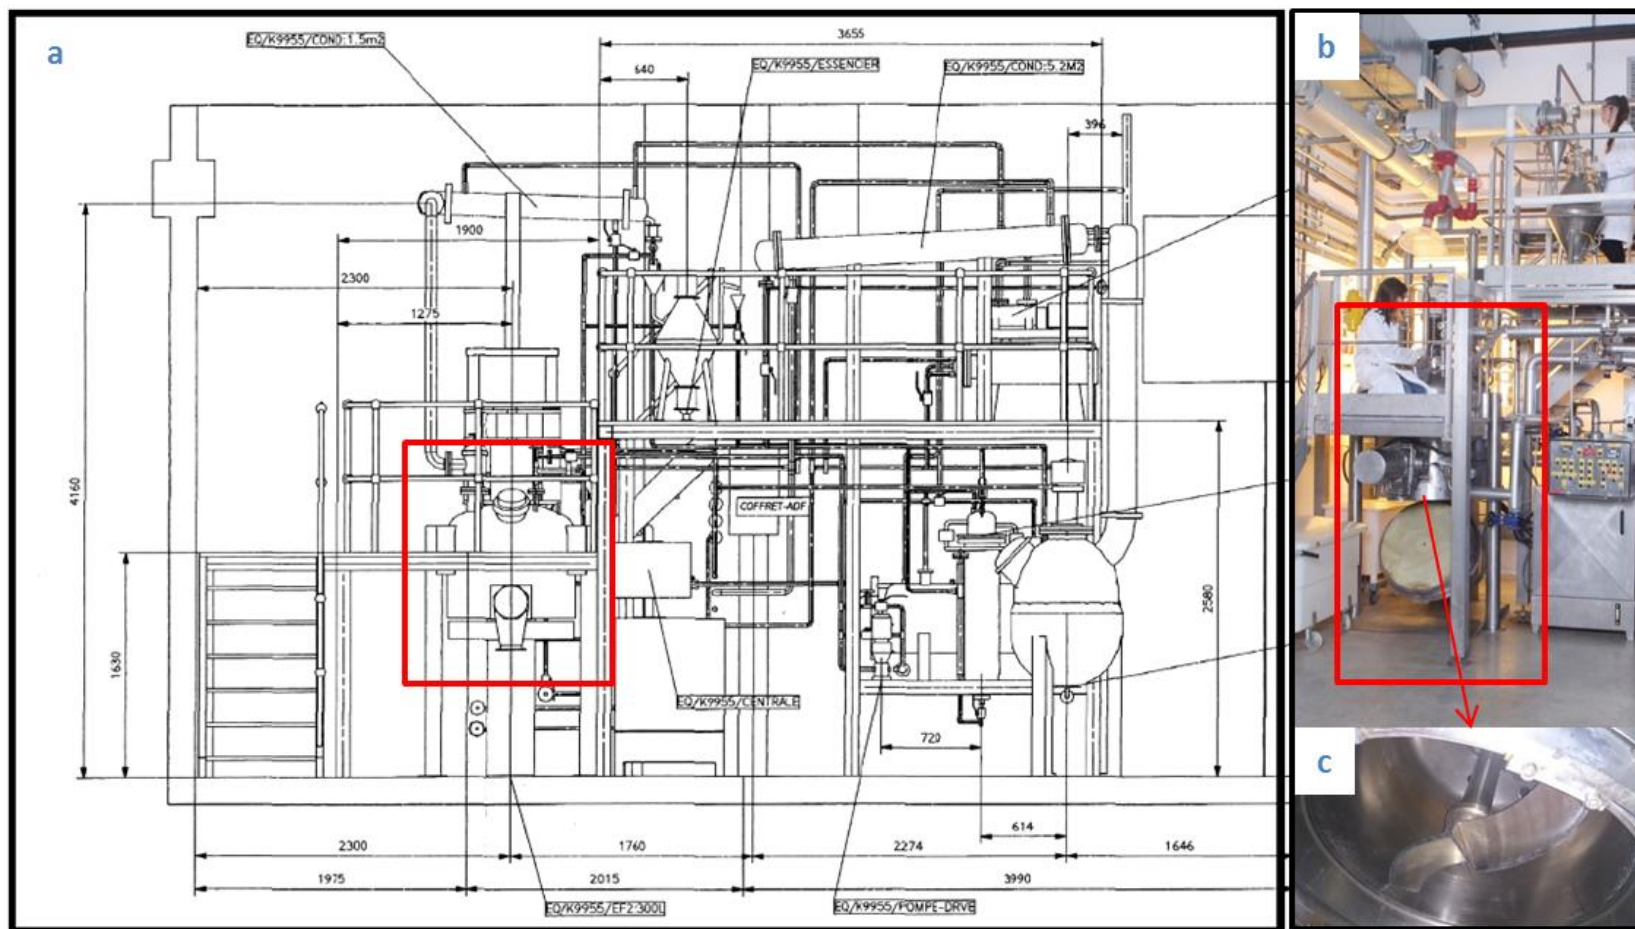 a
EQ/K9955/COND:1.5m2
3655
640
EQ/K9955/ESSENCIER
EQ/K9955/COND:5.2M2
396
1900
2300
1275
4160
COFFRET-ADF
1630
2580
EQ/K9955/CENTRALE
720
614
2300
1760
2274
1646
1975
2015
3990
EQ/K9955/EF2:300L
EQ/K9955/POMPE-DRVE
b
c